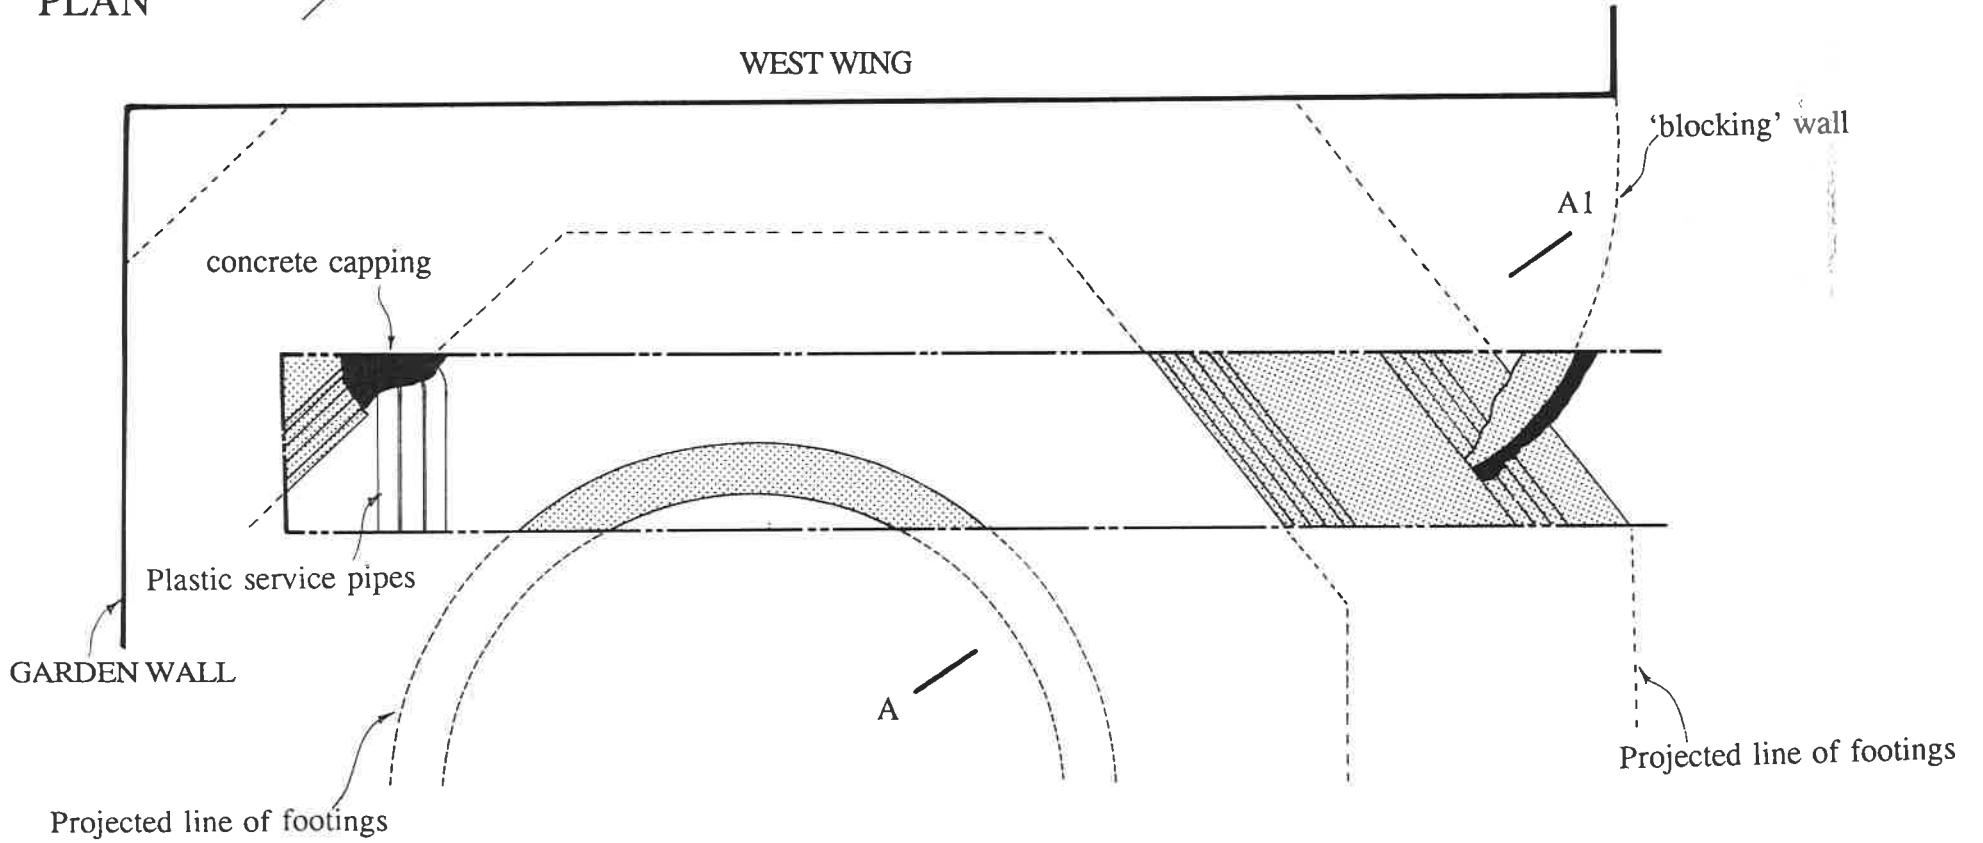 PLAN
WEST WING
'blocking' wall
A1
concrete capping
Plastic service pipes
GARDEN WALL
A
Projected line of footings
Projected line of footings